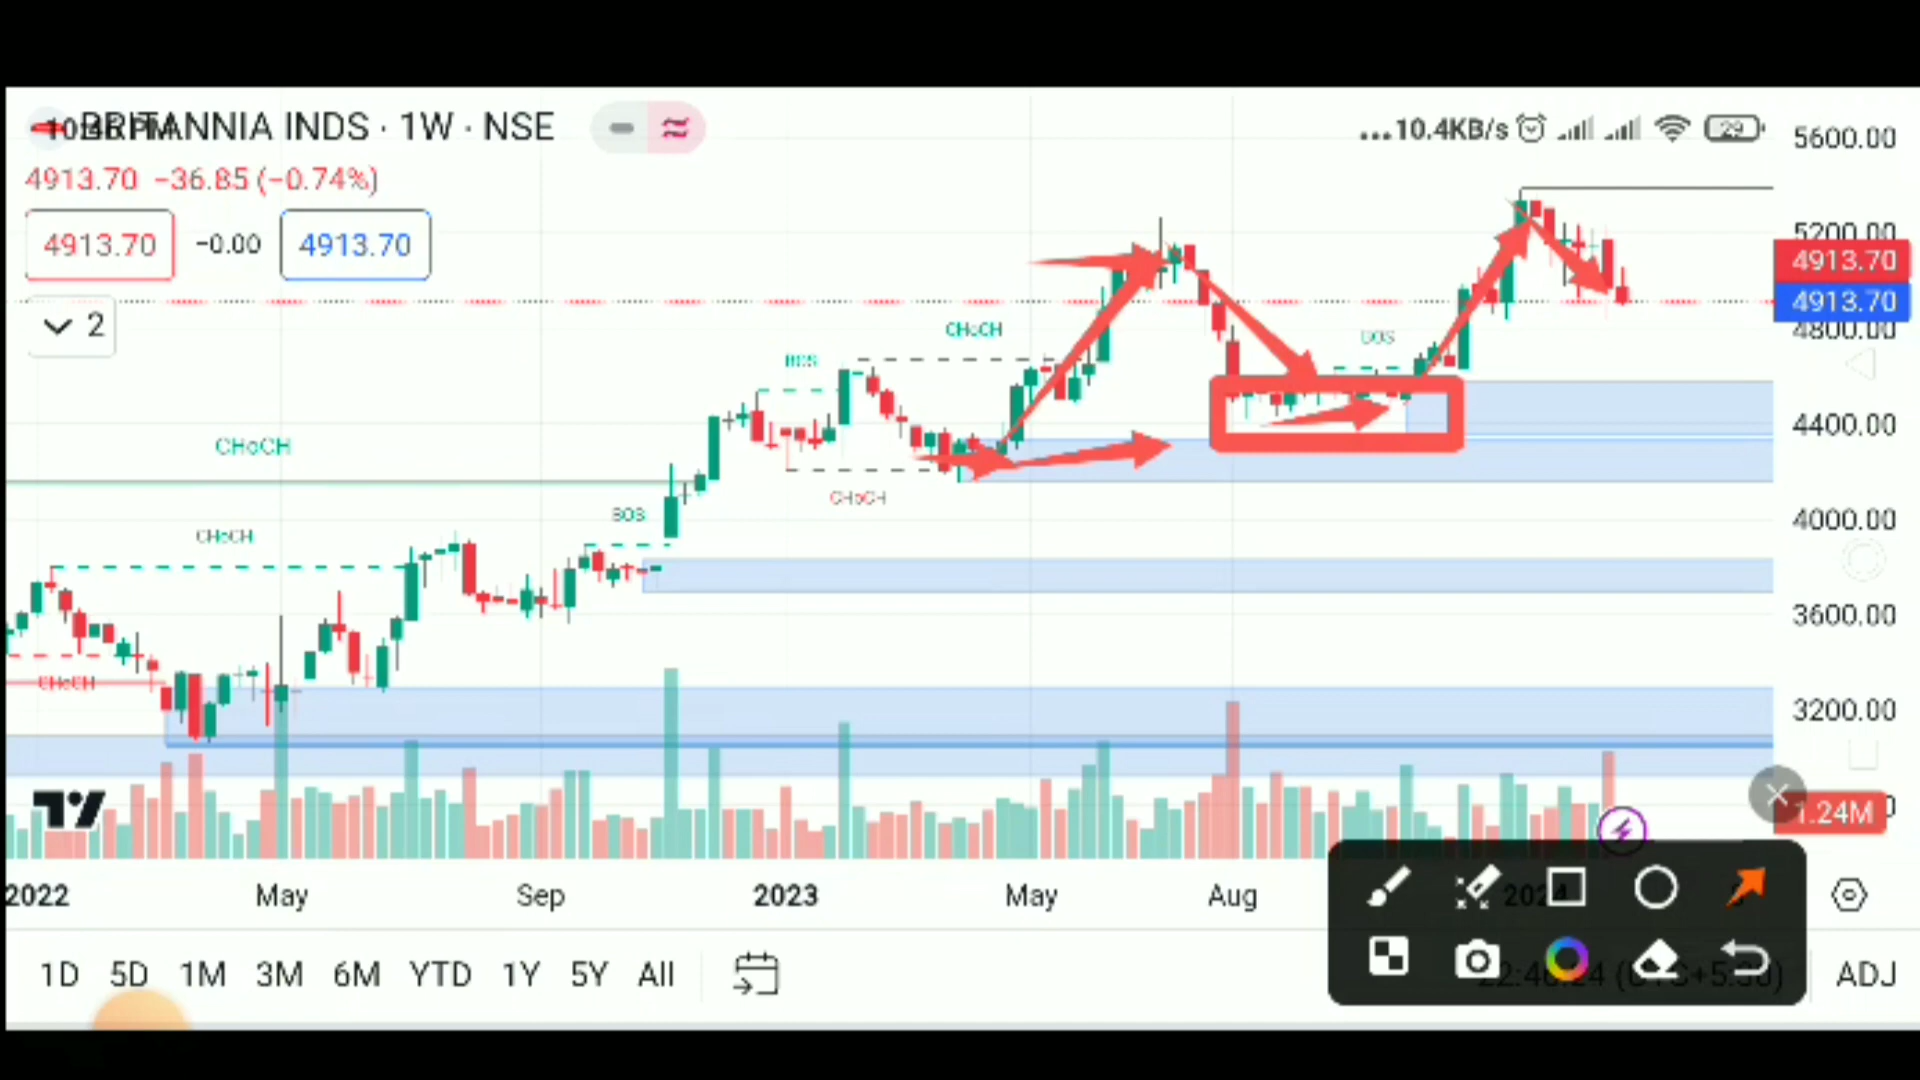 BRITANNIA INDS · 1W · NSE
...10.4KB/s
29
5600.00
4913.70 −36.85 (−0.74%)
4913.70
−0.00
4913.70
5200.00
4913.70
4913.70
4800.00
2
CHoCH
BOS
BOS
4400.00
CHoCH
CHoCH
BOS
4000.00
CHoCH
3600.00
CHoCH
3200.00
1.24M
2022
May
Sep
2023
May
Aug
2024
1D
5D
1M
3M
6M
YTD
1Y
5Y
All
ADJ